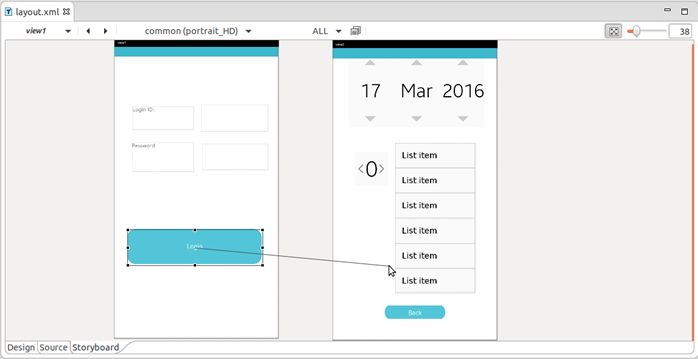 layout.xml
view1 common (portrait_HD) ALL 38
view1
Login ID:
Password
Login
view2
17 Mar 2016
<0>
List item
List item
List item
List item
List item
List item
Back
Design Source Storyboard